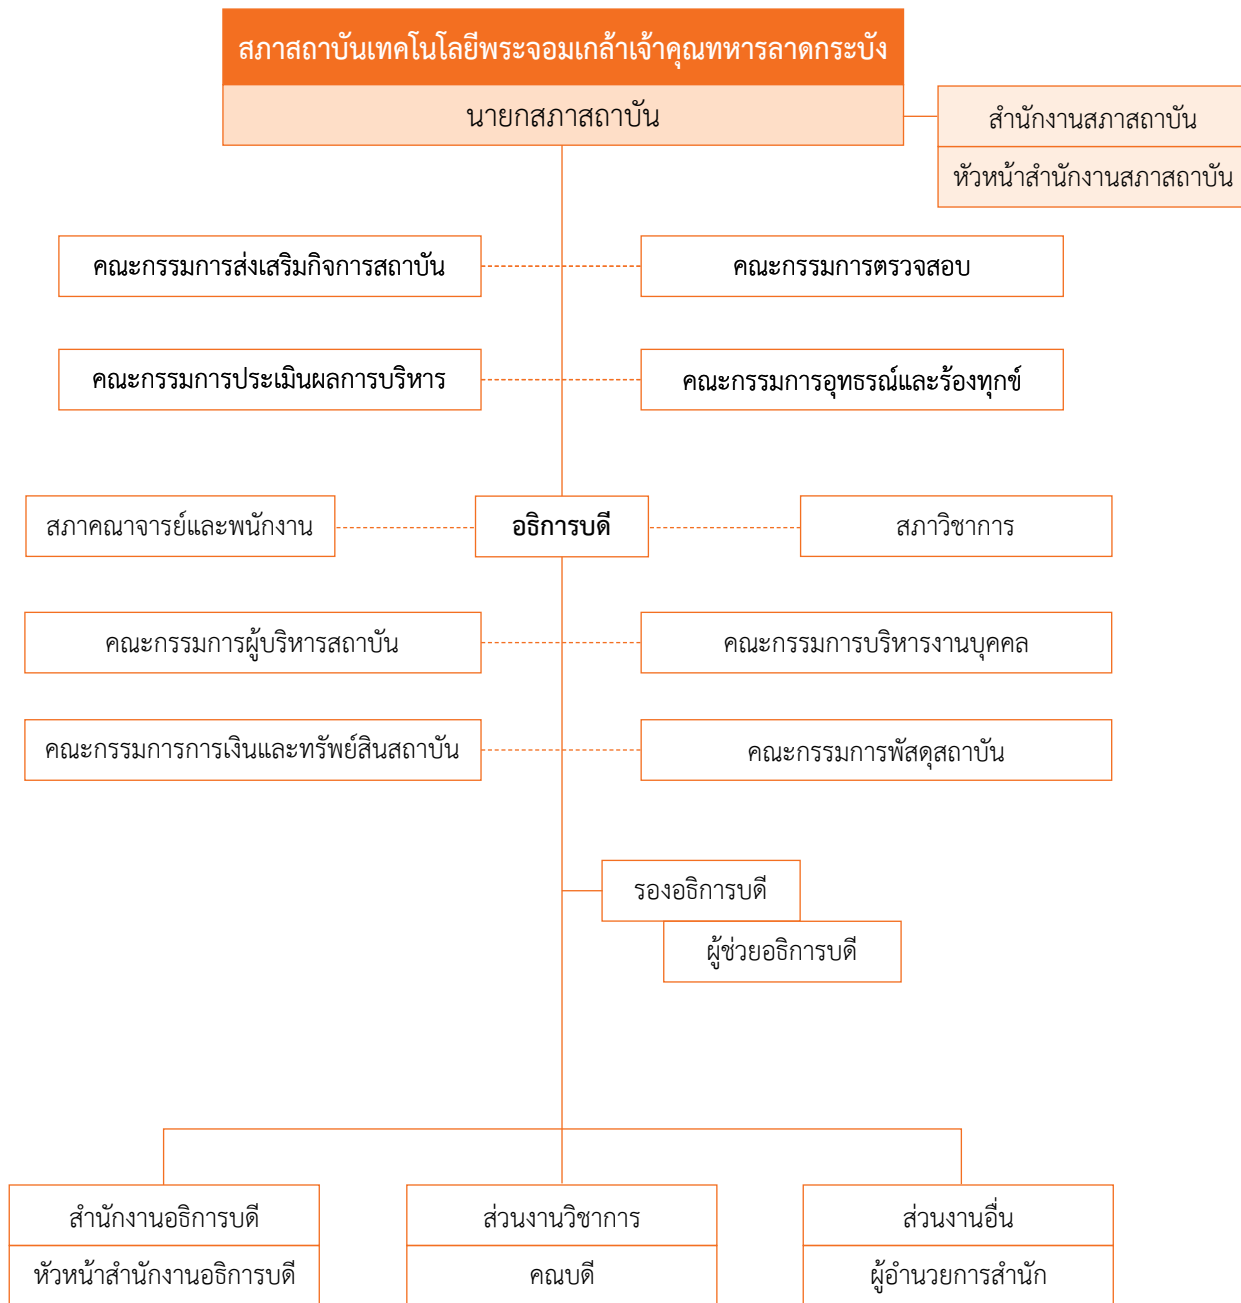 สภาสถาบันเทคโนโลยีพระจอมเกล้าเจ้าคุณทหารลาดกระบัง
นายกสภาสถาบัน
สำนักงานสภาสถาบัน
หัวหน้าสำนักงานสภาสถาบัน
คณะกรรมการส่งเสริมกิจการสถาบัน
คณะกรรมการตรวจสอบ
คณะกรรมการประเมินผลการบริหาร
คณะกรรมการอุทธรณ์และร้องทุกข์
สภาคณาจารย์และพนักงาน
อธิการบดี
สภาวิชาการ
คณะกรรมการผู้บริหารสถาบัน
คณะกรรมการบริหารงานบุคคล
คณะกรรมการการเงินและทรัพย์สินสถาบัน
คณะกรรมการพัสดุสถาบัน
รองอธิการบดี
ผู้ช่วยอธิการบดี
สำนักงานอธิการบดี
หัวหน้าสำนักงานอธิการบดี
ส่วนงานวิชาการ
คณบดี
ส่วนงานอื่น
ผู้อำนวยการสำนัก